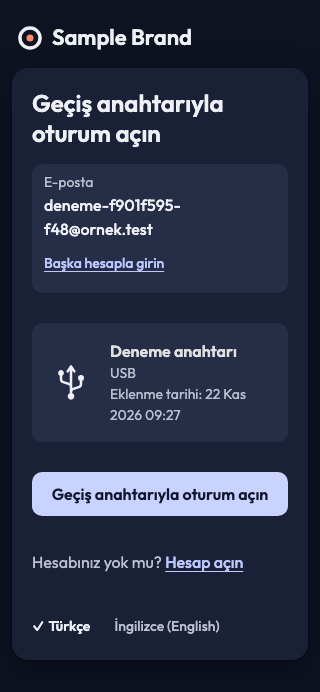 Sample Brand
Geçiş anahtarıyla
oturum açın
E-posta
deneme-f901f595-
f48@ornek.test
Başka hesapla girin
Deneme anahtarı
USB
Eklenme tarihi: 22 Kas
2026 09:27
Geçiş anahtarıyla oturum açın
Hesabınız yok mu? Hesap açın
Türkçe
İngilizce (English)